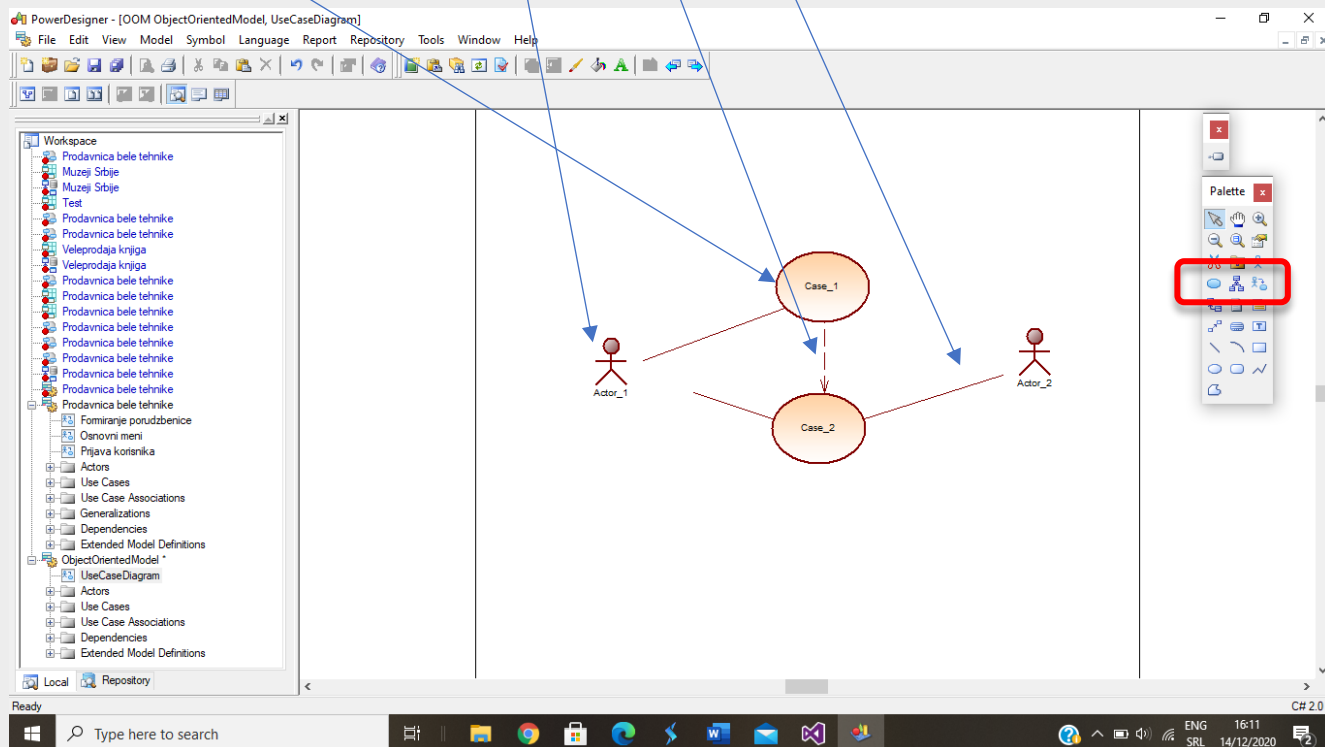 PowerDesigner - [OOM ObjectOrientedModel, UseCaseDiagram]
File Edit View Model Symbol Language Report Repository Tools Window Help
Workspace
Prodavnica bele tehnike
Muzeji Srbije
Muzeji Srbije
Test
Prodavnica bele tehnike
Prodavnica bele tehnike
Veleprodaja knjiga
Veleprodaja knjiga
Prodavnica bele tehnike
Prodavnica bele tehnike
Prodavnica bele tehnike
Prodavnica bele tehnike
Prodavnica bele tehnike
Prodavnica bele tehnike
Prodavnica bele tehnike
Prodavnica bele tehnike
Prodavnica bele tehnike
Formiranje porudzbenice
Osnovni meni
Prijava korisnika
Actors
Use Cases
Use Case Associations
Generalizations
Dependencies
Extended Model Definitions
ObjectOrientedModel *
UseCaseDiagram
Actors
Use Cases
Use Case Associations
Dependencies
Extended Model Definitions
Local Repository
Case_1
Actor_1
Actor_2
Case_2
Palette
Ready
C# 2.0
Type here to search
ENG
SRL
16:11
14/12/2020
2